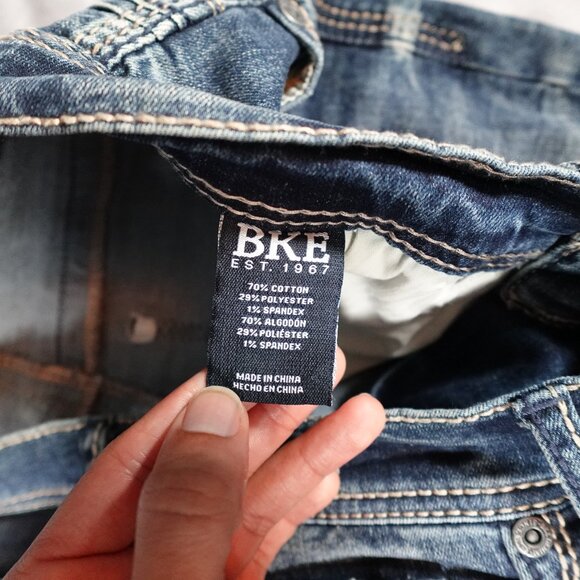 BKE
EST. 1967
70% COTTON
29% POLYESTER
1% SPANDEX
70% ALGODÓN
29% POLIÉSTER
1% SPANDEX
MADE IN CHINA
HECHO EN CHINA